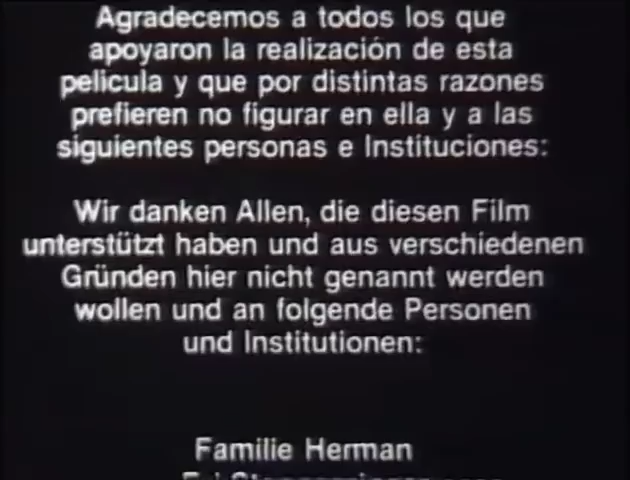 Agradecemos a todos los que
apoyaron la realización de esta
pelicula y que por distintas razones
prefieren no figurar en ella y a las
siguientes personas e Instituciones:
Wir danken Allen, die diesen Film
unterstützt haben und aus verschiedenen
Gründen hier nicht genannt werden
wollen und an folgende Personen
und Institutionen:
Familie Herman